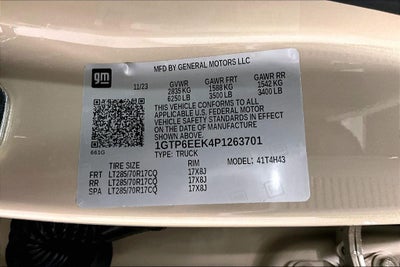 gm
MFD BY GENERAL MOTORS LLC
11/23 GVWR GAWR FRT GAWR RR
2835 KG 1588 KG 1542 KG
6250 LB 3500 LB 3400 LB
THIS VEHICLE CONFORMS TO ALL
APPLICABLE U.S. FEDERAL MOTOR
VEHICLE SAFETY STANDARDS IN EFFECT
ON THE DATE OF MANUFACTURE
SHOWN ABOVE.
661G
1GTP6EEK4P1263701
TYPE: TRUCK MODEL: 41T4H43
TIRE SIZE RIM
FRT LT285/70R17CQ 17X8J
RR LT285/70R17CQ 17X8J
SPA LT285/70R17CQ 17X8J